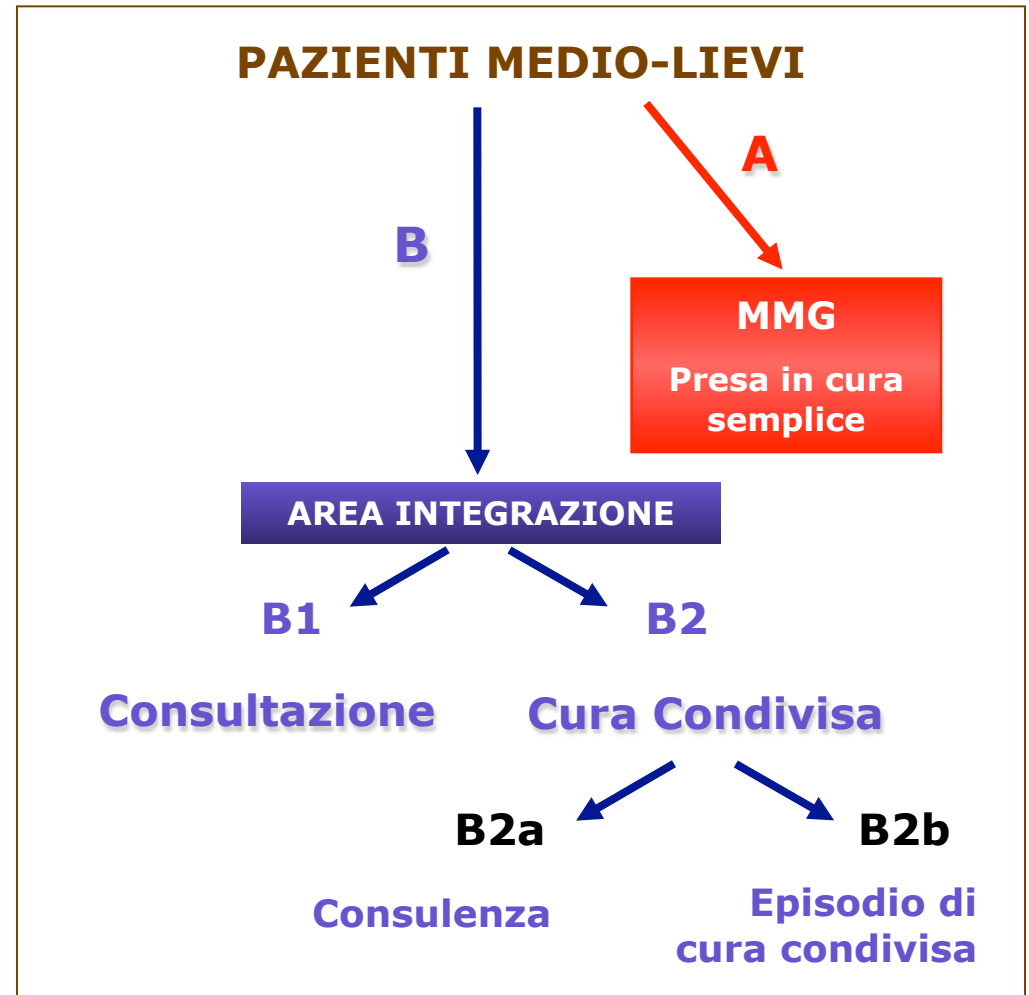 PAZIENTI MEDIO-LIEVI
A
B
MMG
Presa in cura
semplice
AREA INTEGRAZIONE
B1
B2
Consultazione
Cura Condivisa
B2a
B2b
Consulenza
Episodio di
cura condivisa